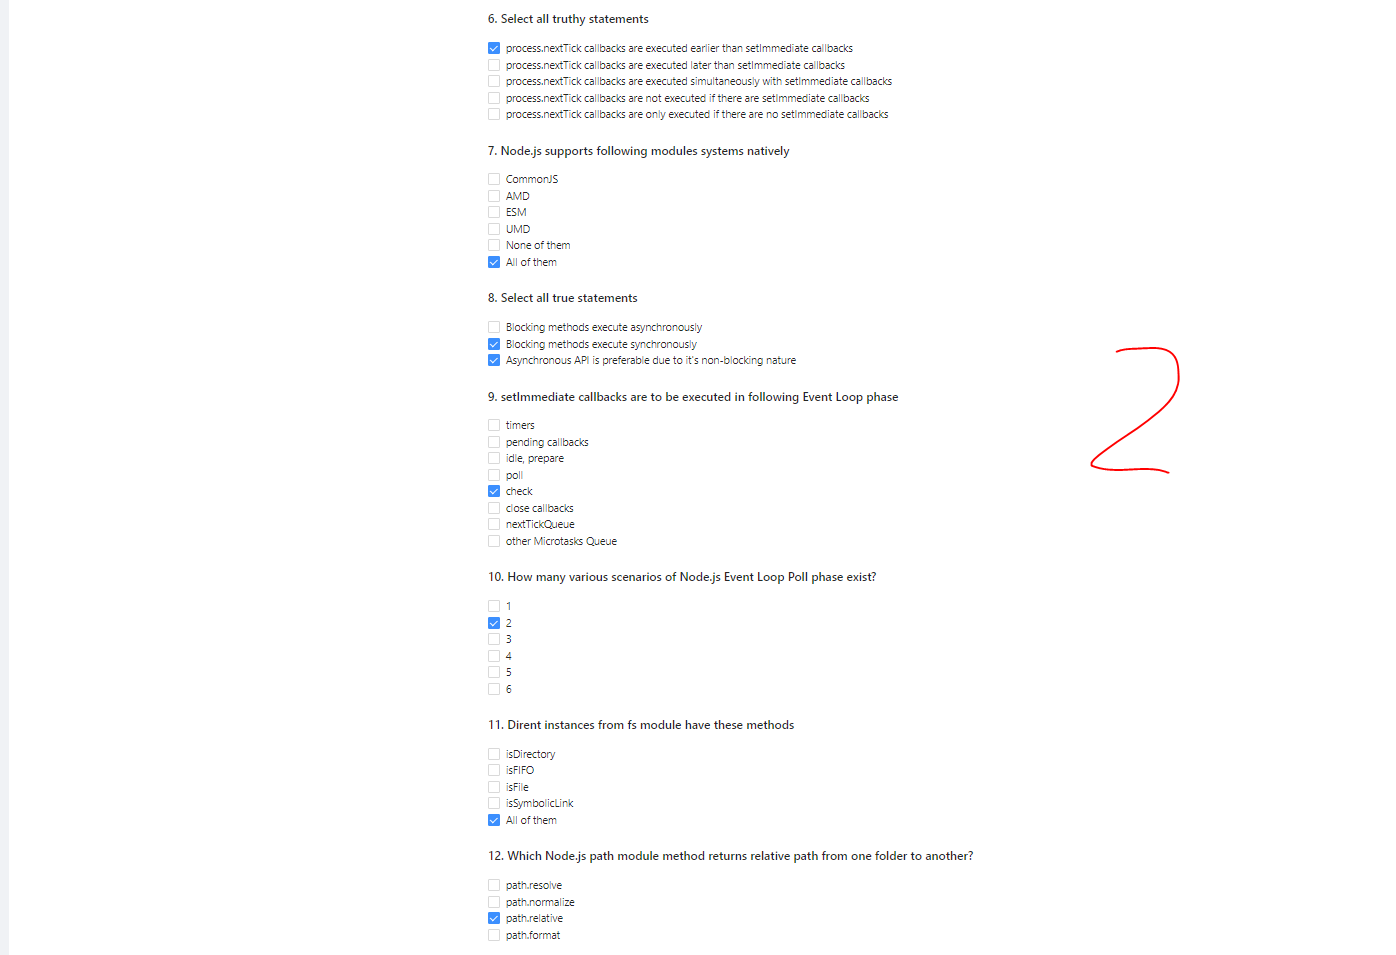 6. Select all truthy statements
process.nextTick callbacks are executed earlier than setImmediate callbacks
process.nextTick callbacks are executed later than setImmediate callbacks
process.nextTick callbacks are executed simultaneously with setImmediate callbacks
process.nextTick callbacks are not executed if there are setImmediate callbacks
process.nextTick callbacks are only executed if there are no setImmediate callbacks
7. Node.js supports following modules systems natively
CommonJS
AMD
ESM
UMD
None of them
All of them
8. Select all true statements
Blocking methods execute asynchronously
Blocking methods execute synchronously
Asynchronous API is preferable due to it's non-blocking nature
2
9. setImmediate callbacks are to be executed in following Event Loop phase
timers
pending callbacks
idle, prepare
poll
check
close callbacks
nextTickQueue
other Microtasks Queue
10. How many various scenarios of Node.js Event Loop Poll phase exist?
1
2
3
4
5
6
11. Dirent instances from fs module have these methods
isDirectory
isFIFO
isFile
isSymbolicLink
All of them
12. Which Node.js path module method returns relative path from one folder to another?
path.resolve
path.normalize
path.relative
path.format